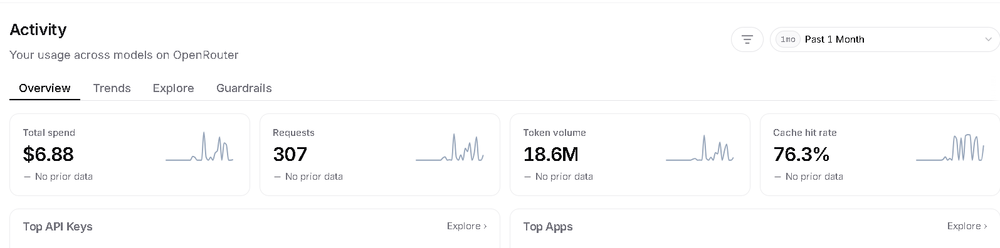 Activity
Your usage across models on OpenRouter
1mo Past 1 Month
Overview Trends Explore Guardrails
Total spend
$6.88
— No prior data
Requests
307
— No prior data
Token volume
18.6M
— No prior data
Cache hit rate
76.3%
— No prior data
Top API Keys Explore ›
Top Apps Explore ›